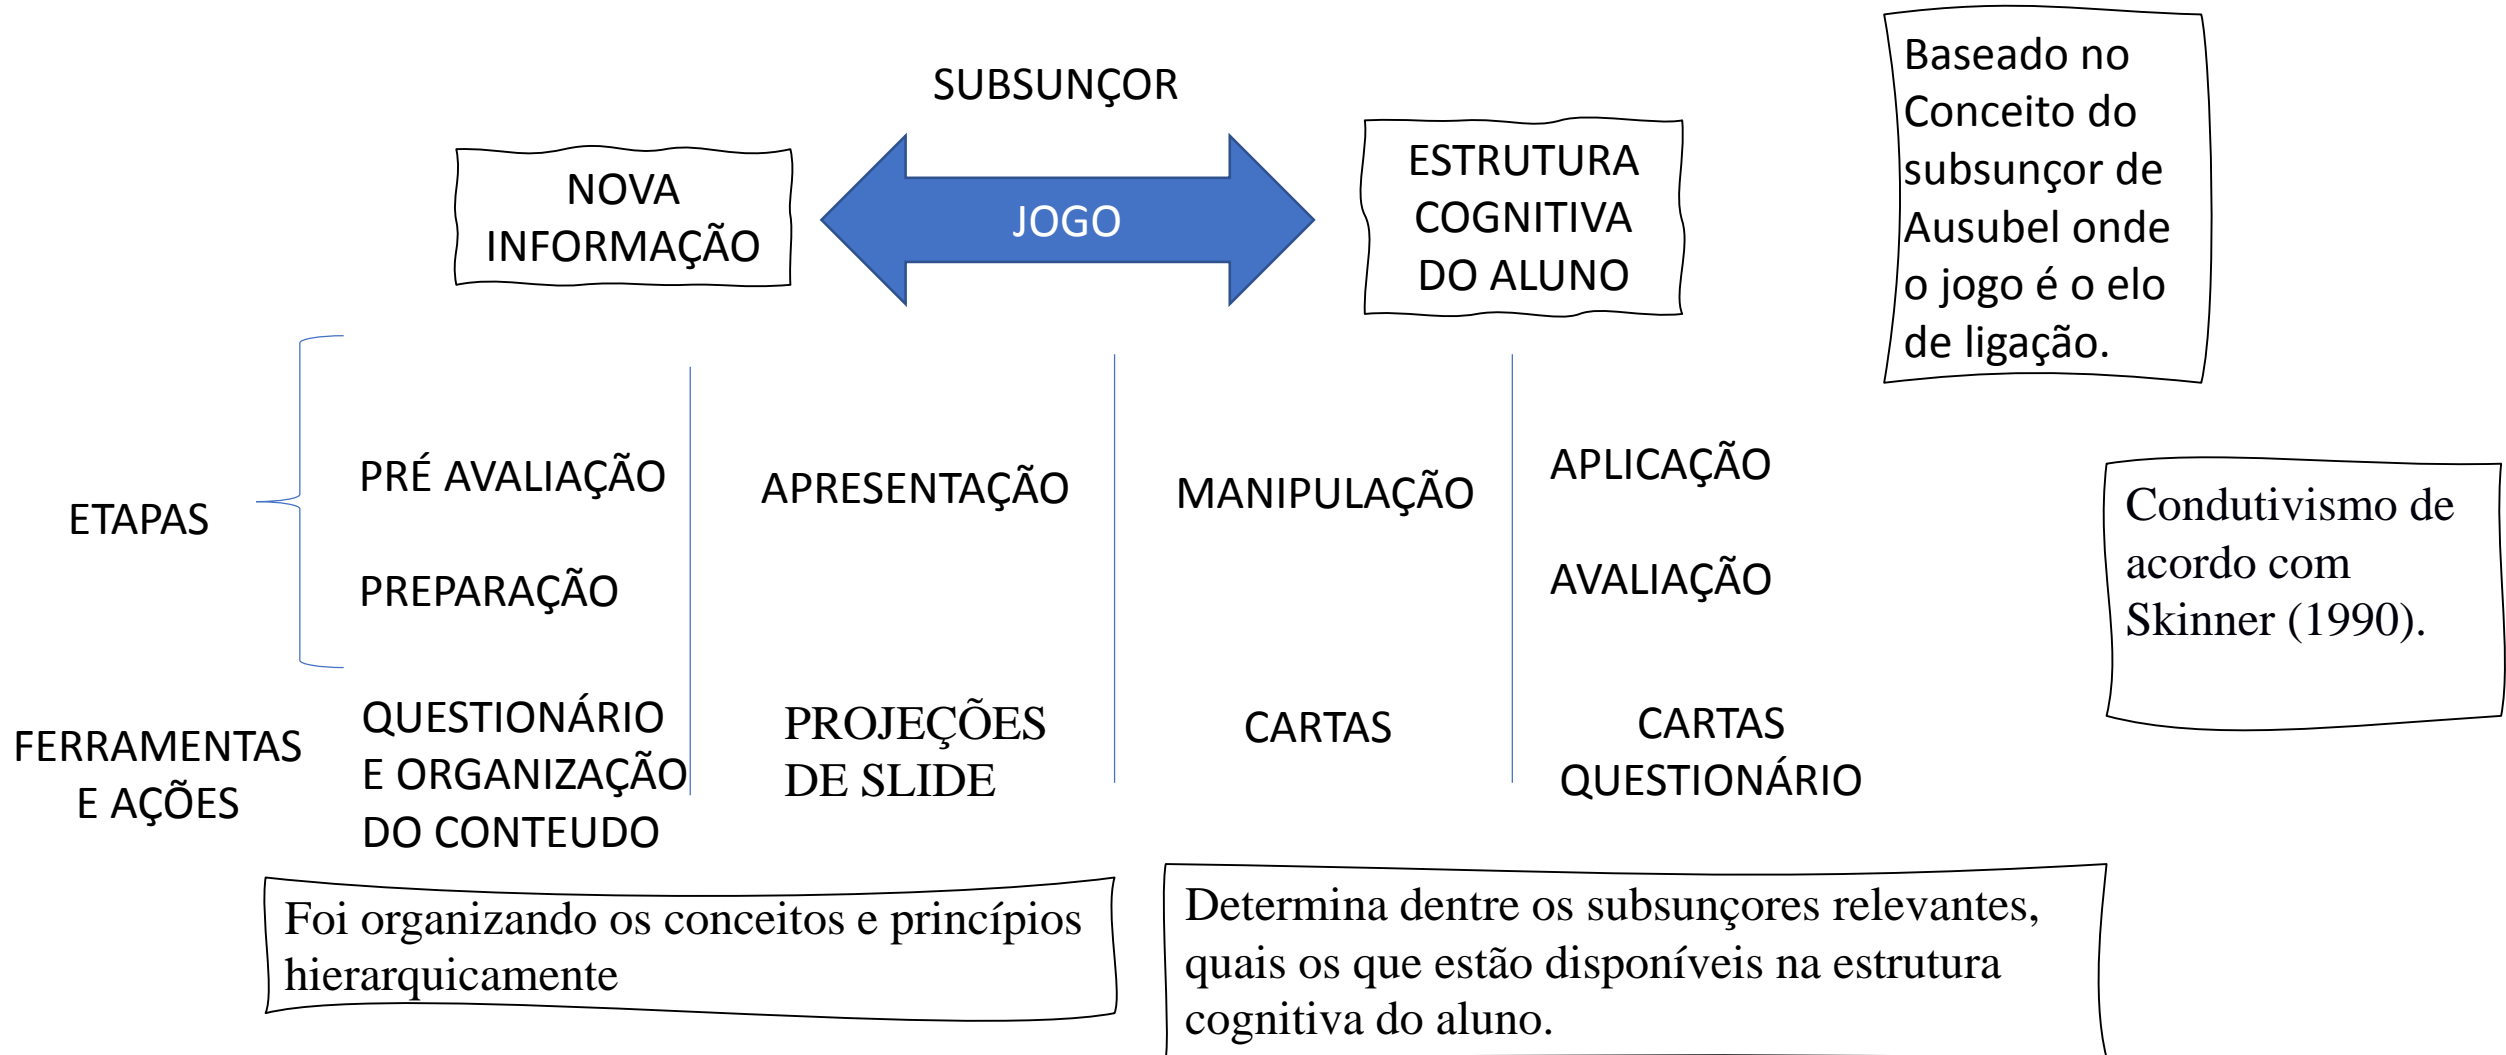 SUBSUNÇOR
NOVA
INFORMAÇÃO
JOGO
ESTRUTURA
COGNITIVA
DO ALUNO
Baseado no
Conceito do
subsunçor de
Ausubel onde
o jogo é o elo
de ligação.
ETAPAS
PRÉ AVALIAÇÃO
PREPARAÇÃO
APRESENTAÇÃO
MANIPULAÇÃO
APLICAÇÃO
AVALIAÇÃO
Condutivismo de
acordo com
Skinner (1990).
FERRAMENTAS
E AÇÕES
QUESTIONÁRIO
E ORGANIZAÇÃO
DO CONTEUDO
PROJEÇÕES
DE SLIDE
CARTAS
CARTAS
QUESTIONÁRIO
Foi organizando os conceitos e princípios
hierarquicamente
Determina dentre os subsunçores relevantes,
quais os que estão disponíveis na estrutura
cognitiva do aluno.